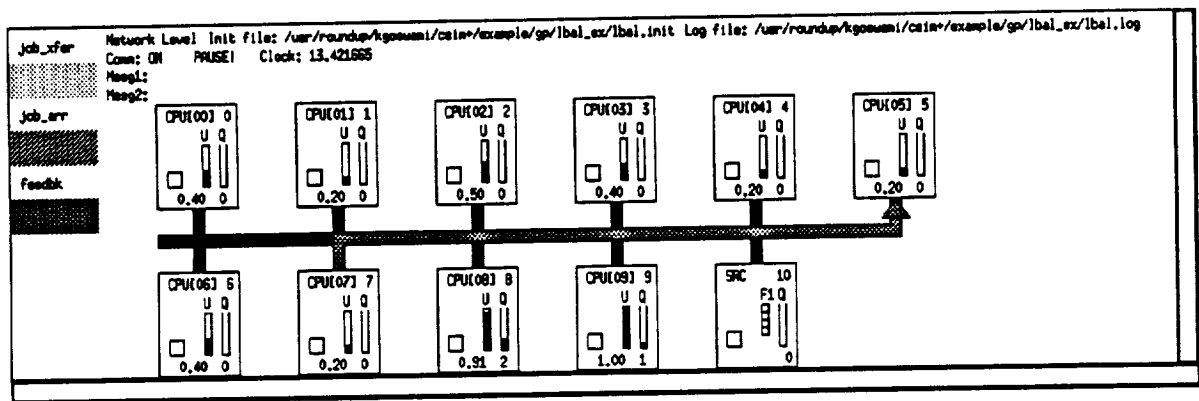 job_xfer
Network Level Init file: /usr/roundup/kgoswami/csim+/example/gp/lbal_ex/lbal.init Log file: /usr/roundup/kgoswami/csim+/example/gp/lbal_ex/lbal.log
Comm: ON PAUSE! Clock: 13.421665
Mesg1:
Mesg2:
job_arr
feedbk
CPU[00] 0
U Q
0.40 0
CPU[01] 1
U Q
0.20 0
CPU[02] 2
U Q
0.50 0
CPU[03] 3
U Q
0.40 0
CPU[04] 4
U Q
0.20 0
CPU[05] 5
U Q
0.20 0
CPU[06] 6
U Q
0.40 0
CPU[07] 7
U Q
0.20 0
CPU[08] 8
U Q
0.91 2
CPU[09] 9
U Q
1.00 1
SRC 10
F1 Q
0